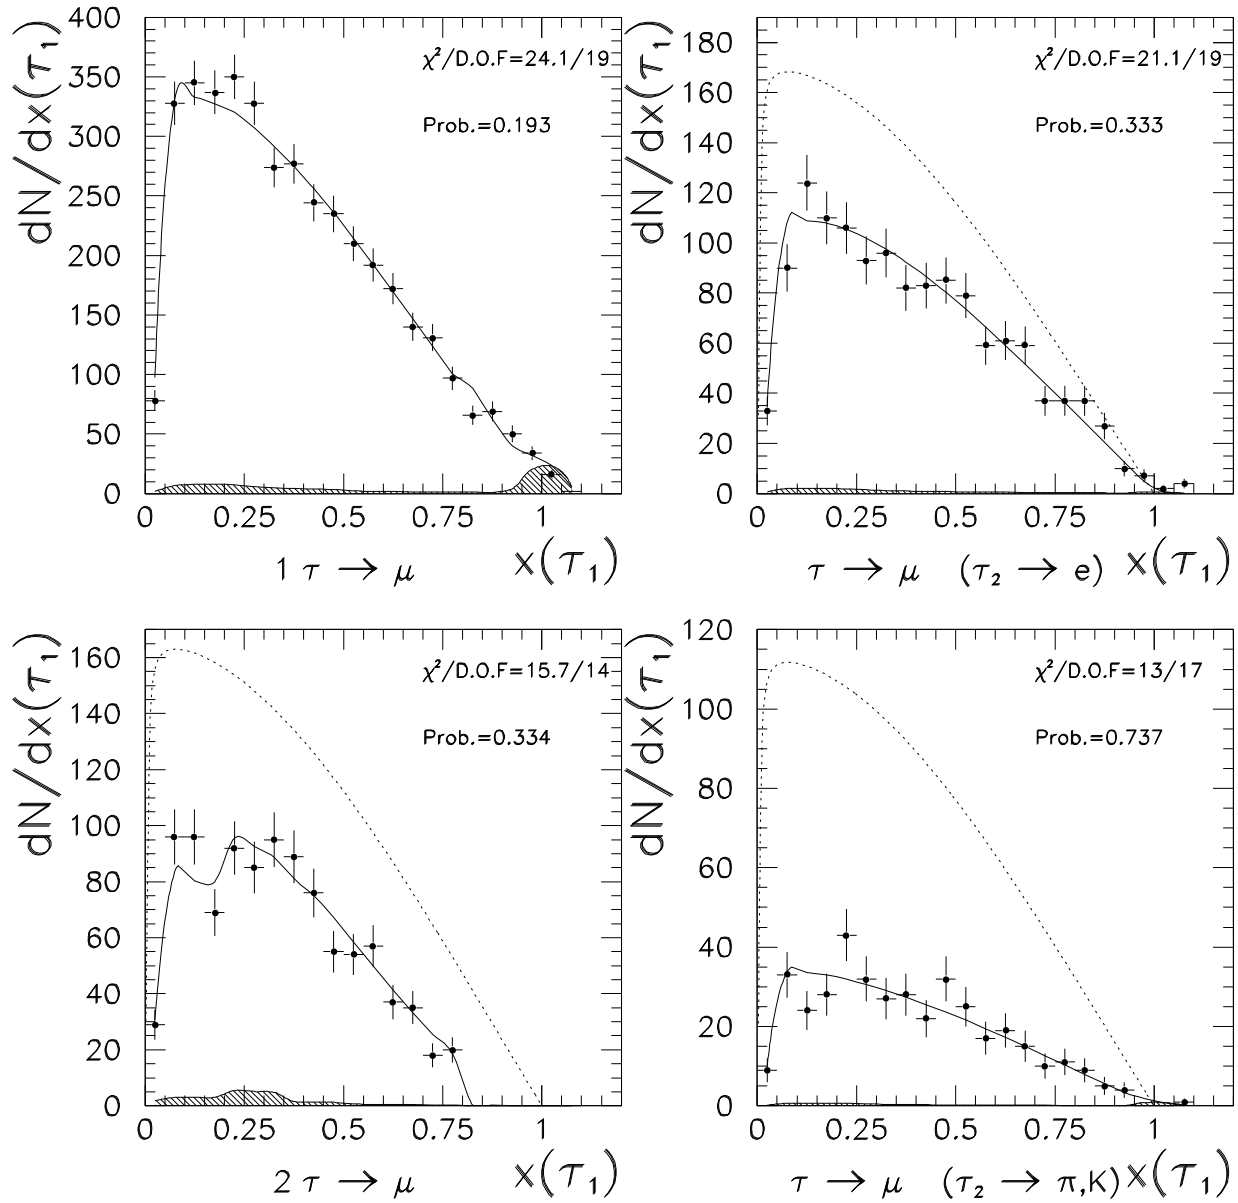 dN/dx(τ₁)
400
350
300
250
200
150
100
50
0
χ²/D.O.F=24.1/19
Prob.=0.193
0 0.25 0.5 0.75 1
1 τ → μ x(τ₁)
dN/dx(τ₁)
180
160
140
120
100
80
60
40
20
0
χ²/D.O.F=21.1/19
Prob.=0.333
0 0.25 0.5 0.75 1
τ → μ (τ₂ → e) x(τ₁)
dN/dx(τ₁)
160
140
120
100
80
60
40
20
0
χ²/D.O.F=15.7/14
Prob.=0.334
0 0.25 0.5 0.75 1
2 τ → μ x(τ₁)
dN/dx(τ₁)
120
100
80
60
40
20
0
χ²/D.O.F=13/17
Prob.=0.737
0 0.25 0.5 0.75 1
τ → μ (τ₂ → π,K) x(τ₁)